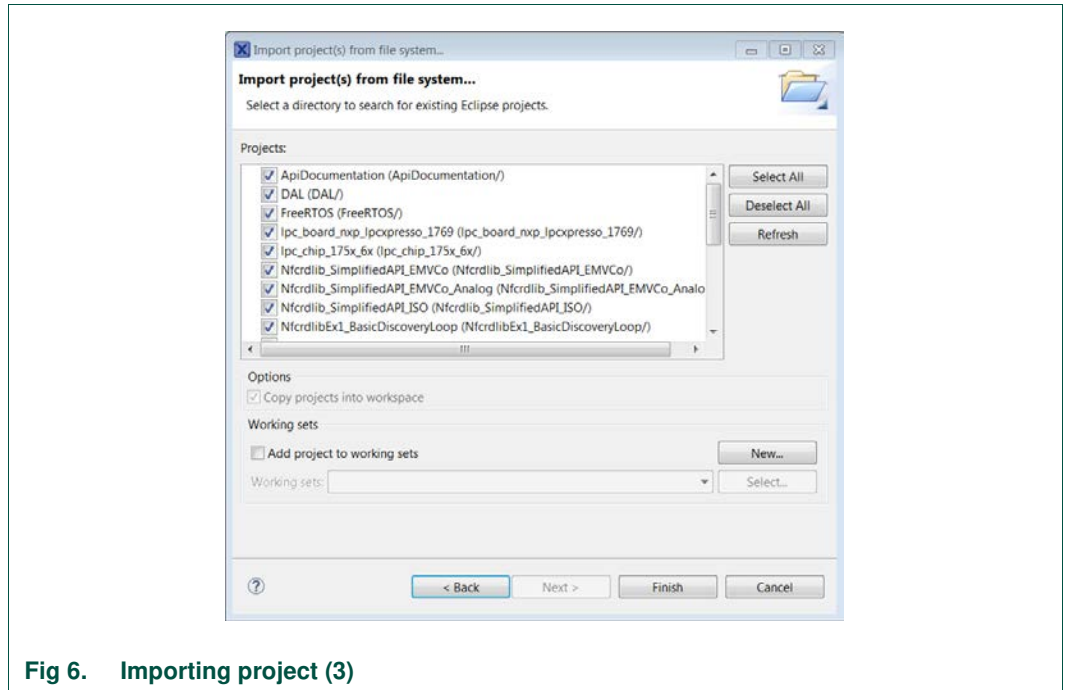 Import project(s) from file system...
Import project(s) from file system...
Select a directory to search for existing Eclipse projects.
Projects:
ApiDocumentation (ApiDocumentation/)
DAL (DAL/)
FreeRTOS (FreeRTOS/)
lpc_board_nxp_lpcxpresso_1769 (lpc_board_nxp_lpcxpresso_1769/)
lpc_chip_175x_6x (lpc_chip_175x_6x/)
Nfcrdlib_SimplifiedAPI_EMVCo (Nfcrdlib_SimplifiedAPI_EMVCo/)
Nfcrdlib_SimplifiedAPI_EMVCo_Analog (Nfcrdlib_SimplifiedAPI_EMVCo_Analo
Nfcrdlib_SimplifiedAPI_ISO (Nfcrdlib_SimplifiedAPI_ISO/)
NfcrdlibEx1_BasicDiscoveryLoop (NfcrdlibEx1_BasicDiscoveryLoop/)
Select All
Deselect All
Refresh
Options
Copy projects into workspace
Working sets
Add project to working sets
New...
Working sets:
Select...
?
< Back
Next >
Finish
Cancel
Fig 6. Importing project (3)